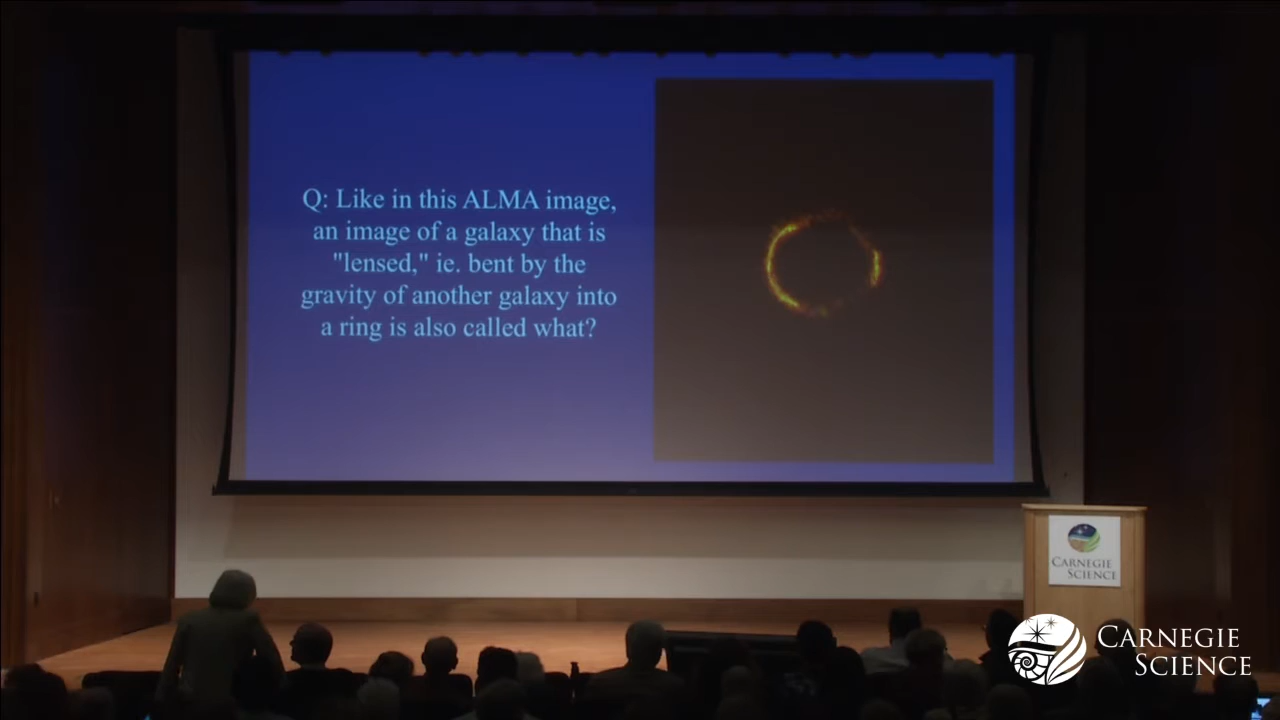 Q: Like in this ALMA image,
an image of a galaxy that is
"lensed," ie. bent by the
gravity of another galaxy into
a ring is also called what?
CARNEGIE
SCIENCE
CARNEGIE
SCIENCE